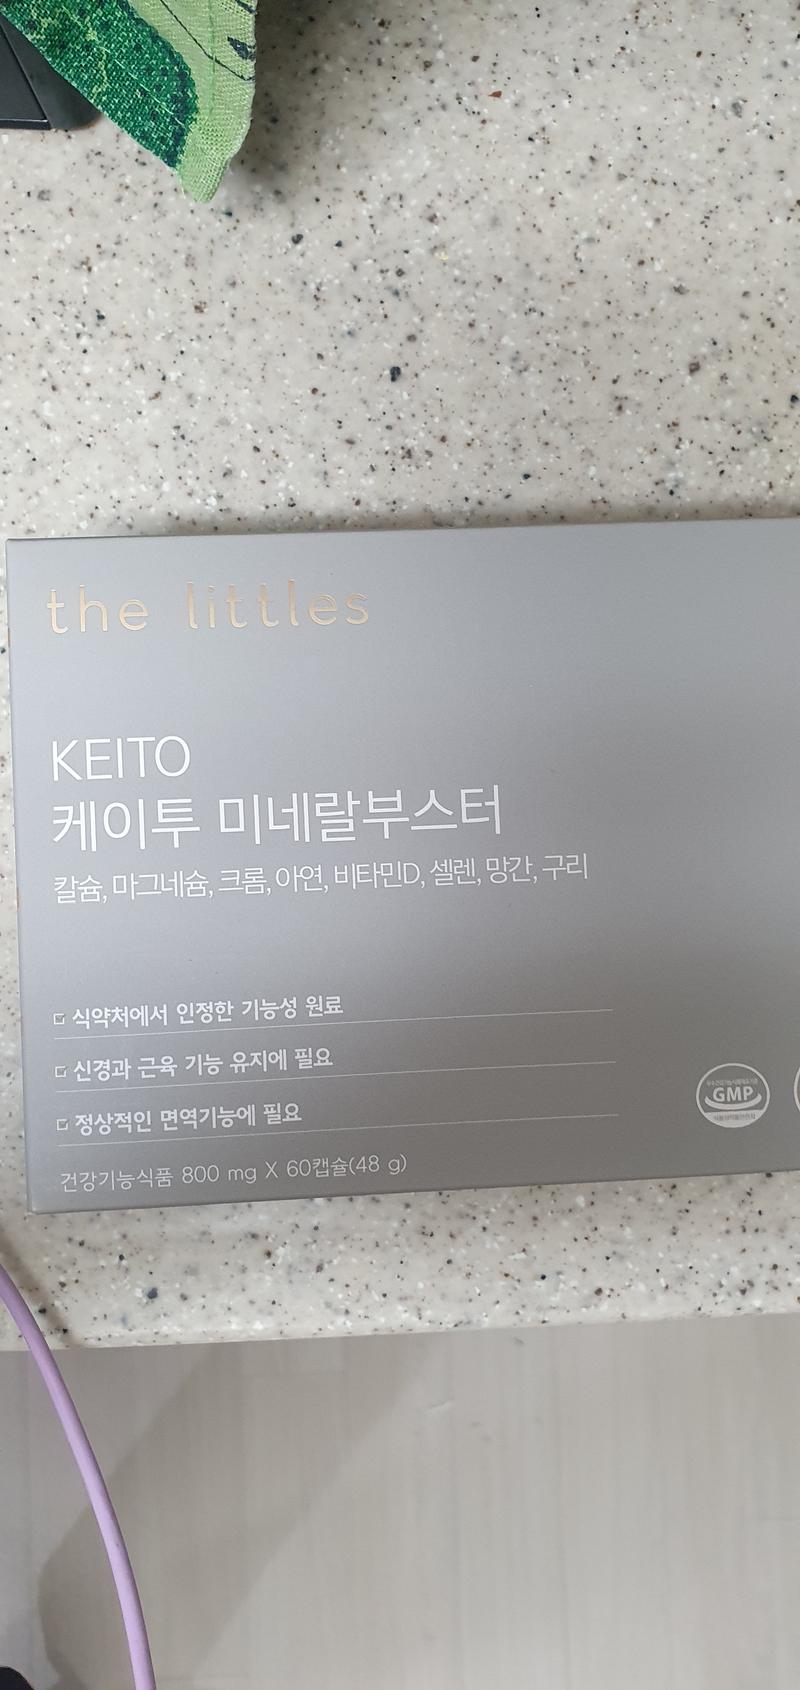 the littles
KEITO
케이투 미네랄부스터
칼슘, 마그네슘, 크롬, 아연, 비타민D, 셀렌, 망간, 구리
식약처에서 인정한 기능성 원료
신경과 근육 기능 유지에 필요
정상적인 면역기능에 필요
GMP
건강기능식품 800 mg X 60캡슐(48 g)